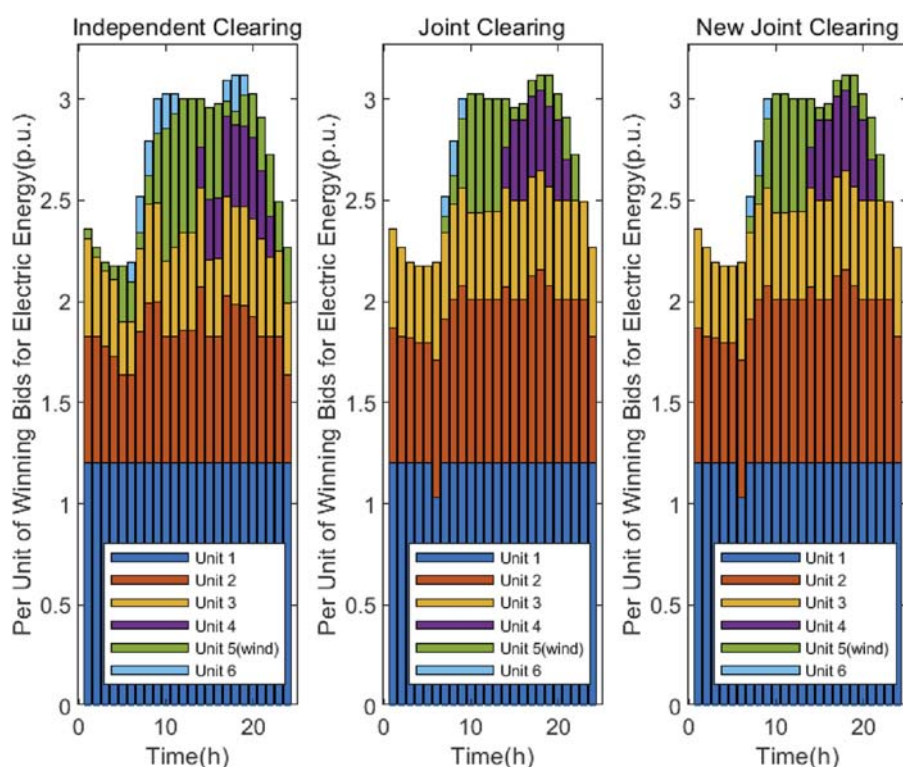 Independent Clearing
Per Unit of Winning Bids for Electric Energy(p.u.)
3
2.5
2
1.5
1
0.5
0
0
10
20
Time(h)
Unit 1
Unit 2
Unit 3
Unit 4
Unit 5(wind)
Unit 6
Joint Clearing
Per Unit of Winning Bids for Electric Energy(p.u.)
3
2.5
2
1.5
1
0.5
0
0
10
20
Time(h)
Unit 1
Unit 2
Unit 3
Unit 4
Unit 5(wind)
Unit 6
New Joint Clearing
Per Unit of Winning Bids for Electric Energy(p.u.)
3
2.5
2
1.5
1
0.5
0
0
10
20
Time(h)
Unit 1
Unit 2
Unit 3
Unit 4
Unit 5(wind)
Unit 6